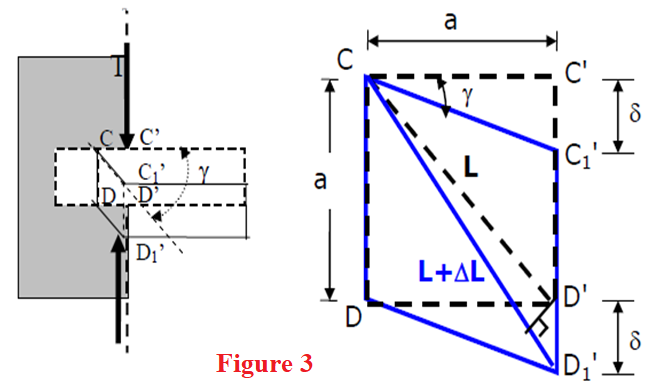 T
C C'
C₁' γ
D D'
D₁'
a
C C'
γ δ
C₁'
a L
L+ΔL
D D'
δ
D₁'
Figure 3